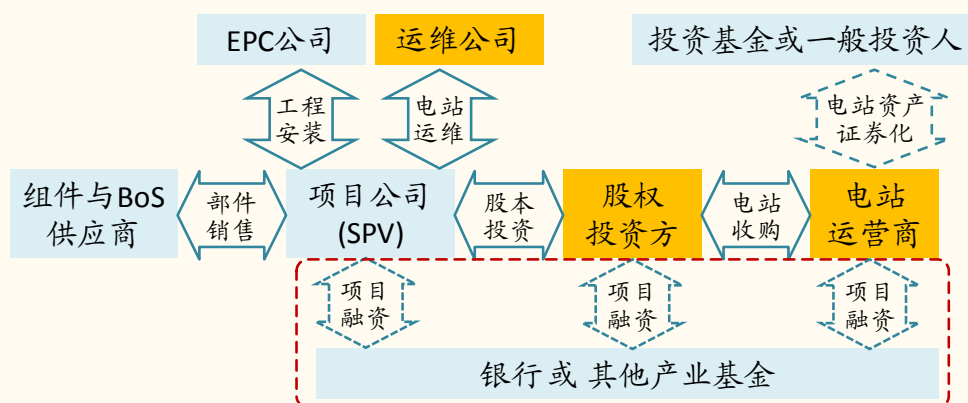 EPC公司
运维公司
投资基金或一般投资人
工程
安装
电站
运维
电站资产
证券化
组件与BoS
供应商
部件
销售
项目公司
(SPV)
股本
投资
股权
投资方
电站
收购
电站
运营商
项目
融资
项目
融资
项目
融资
银行或 其他产业基金